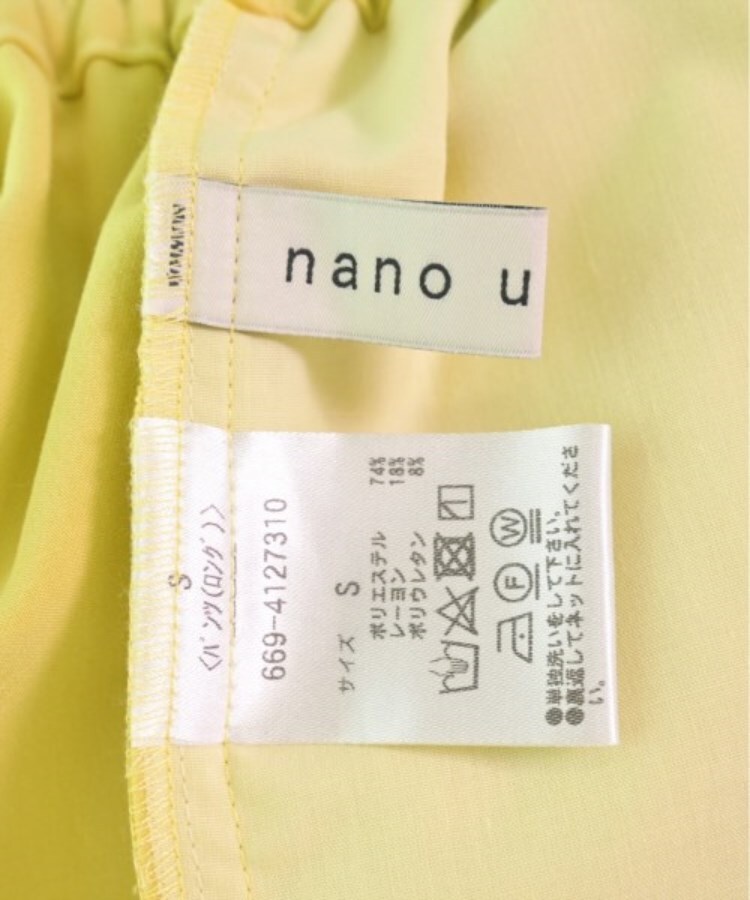 nano u
S
<パンツ(ロング)>
669-4127310
サイズ S
ポリエステル 74%
レーヨン 18%
ポリウレタン 8%
F W
●単独洗いをして下さい。
●裏返してネットに入れてくださ
い。